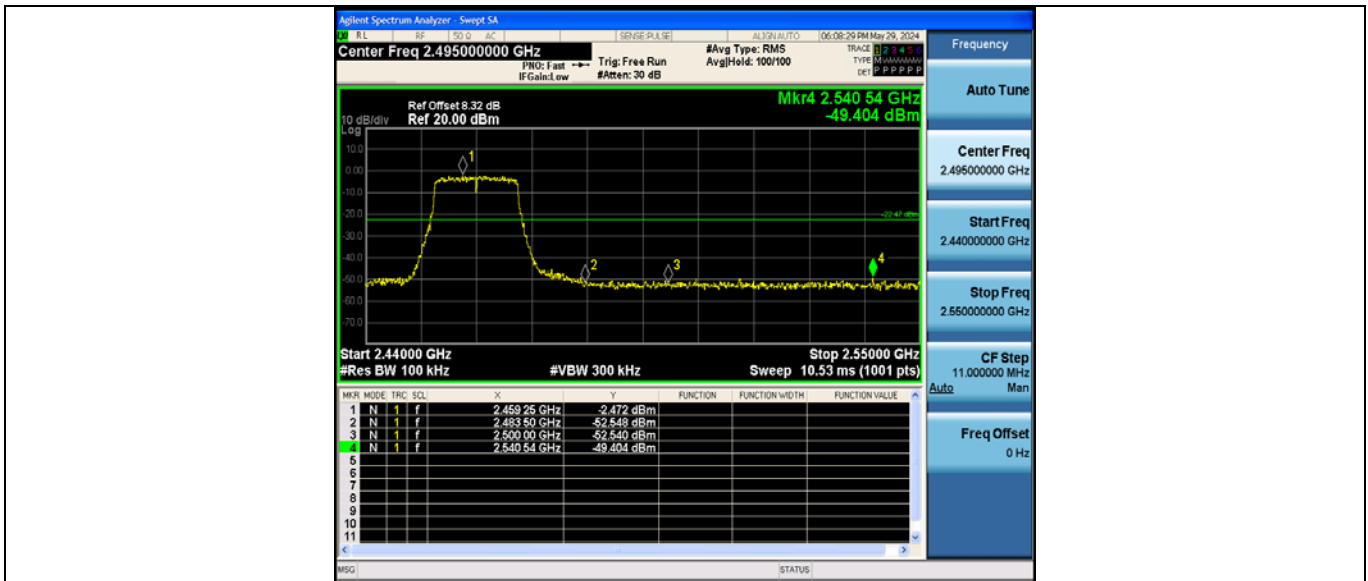 Agilent Spectrum Analyzer - Swept SA
RL RF 50 Ω AC SENSE:PULSE ALIGN AUTO 06:08:29 PM May 29, 2024
Center Freq 2.495000000 GHz
PNO: Fast
IFGain:Low
Trig: Free Run
#Atten: 30 dB
#Avg Type: RMS
Avg|Hold: 100/100
TRACE 1 2 3 4 5 6
TYPE M
DET P P P P P P
Mkr4 2.540 54 GHz
-49.404 dBm
Ref Offset 8.32 dB
10 dB/div Ref 20.00 dBm
Log
10.0
0.00
-10.0
-20.0
-30.0
-40.0
-50.0
-60.0
-70.0
-22.47 dBm
1
2
3
4
Start 2.44000 GHz Stop 2.55000 GHz
#Res BW 100 kHz #VBW 300 kHz Sweep 10.53 ms (1001 pts)
MKR MODE TRC SCL X Y FUNCTION FUNCTION WIDTH FUNCTION VALUE
1 N 1 f 2.459 25 GHz -2.472 dBm
2 N 1 f 2.483 50 GHz -52.548 dBm
3 N 1 f 2.500 00 GHz -52.540 dBm
4 N 1 f 2.540 54 GHz -49.404 dBm
5
6
7
8
9
10
11
MSG STATUS
Frequency
Auto Tune
Center Freq
2.495000000 GHz
Start Freq
2.440000000 GHz
Stop Freq
2.550000000 GHz
CF Step
11.000000 MHz
Auto Man
Freq Offset
0 Hz